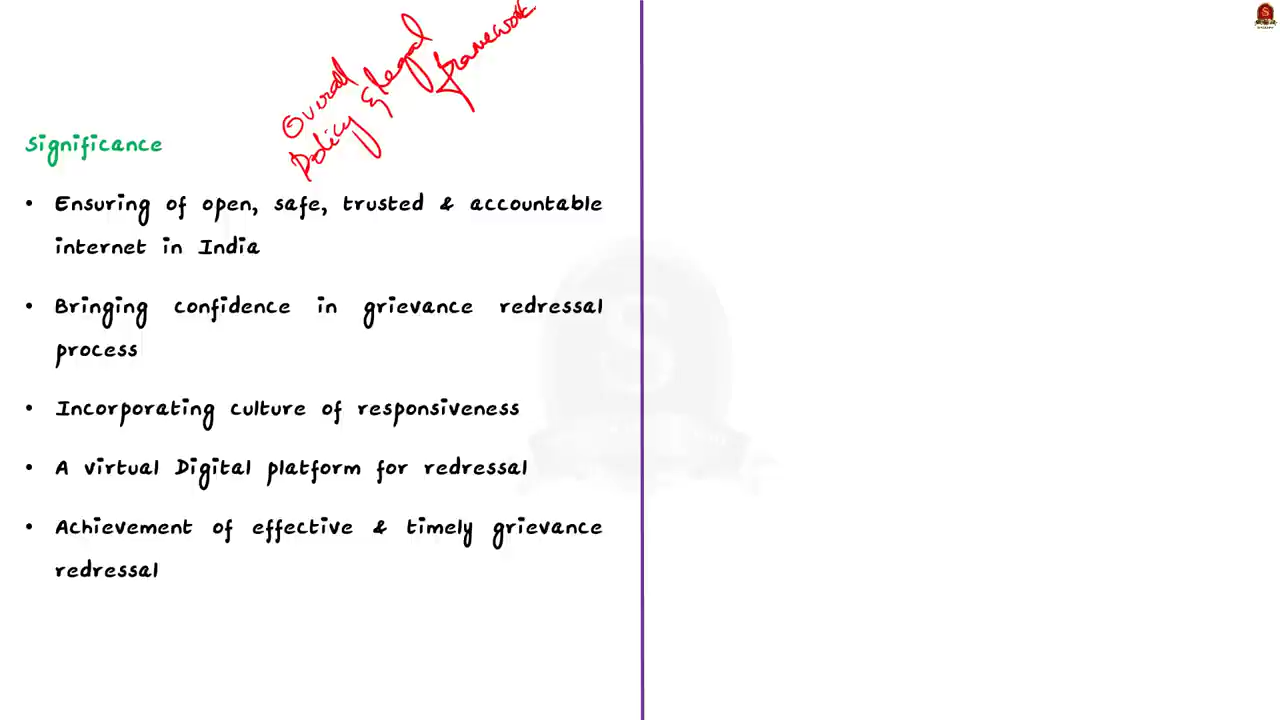 Overall
Policy & legal
framework
Significance
• Ensuring of open, safe, trusted & accountable
internet in India
• Bringing confidence in grievance redressal
process
• Incorporating culture of responsiveness
• A virtual Digital platform for redressal
• Achievement of effective & timely grievance
redressal
S